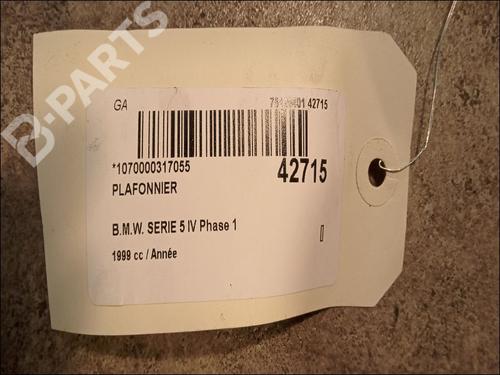 B-PARTS
GA
42715
*1070000317055
42715
PLAFONNIER
B.M.W. SERIE 5 IV Phase 1
1999 cc / Année